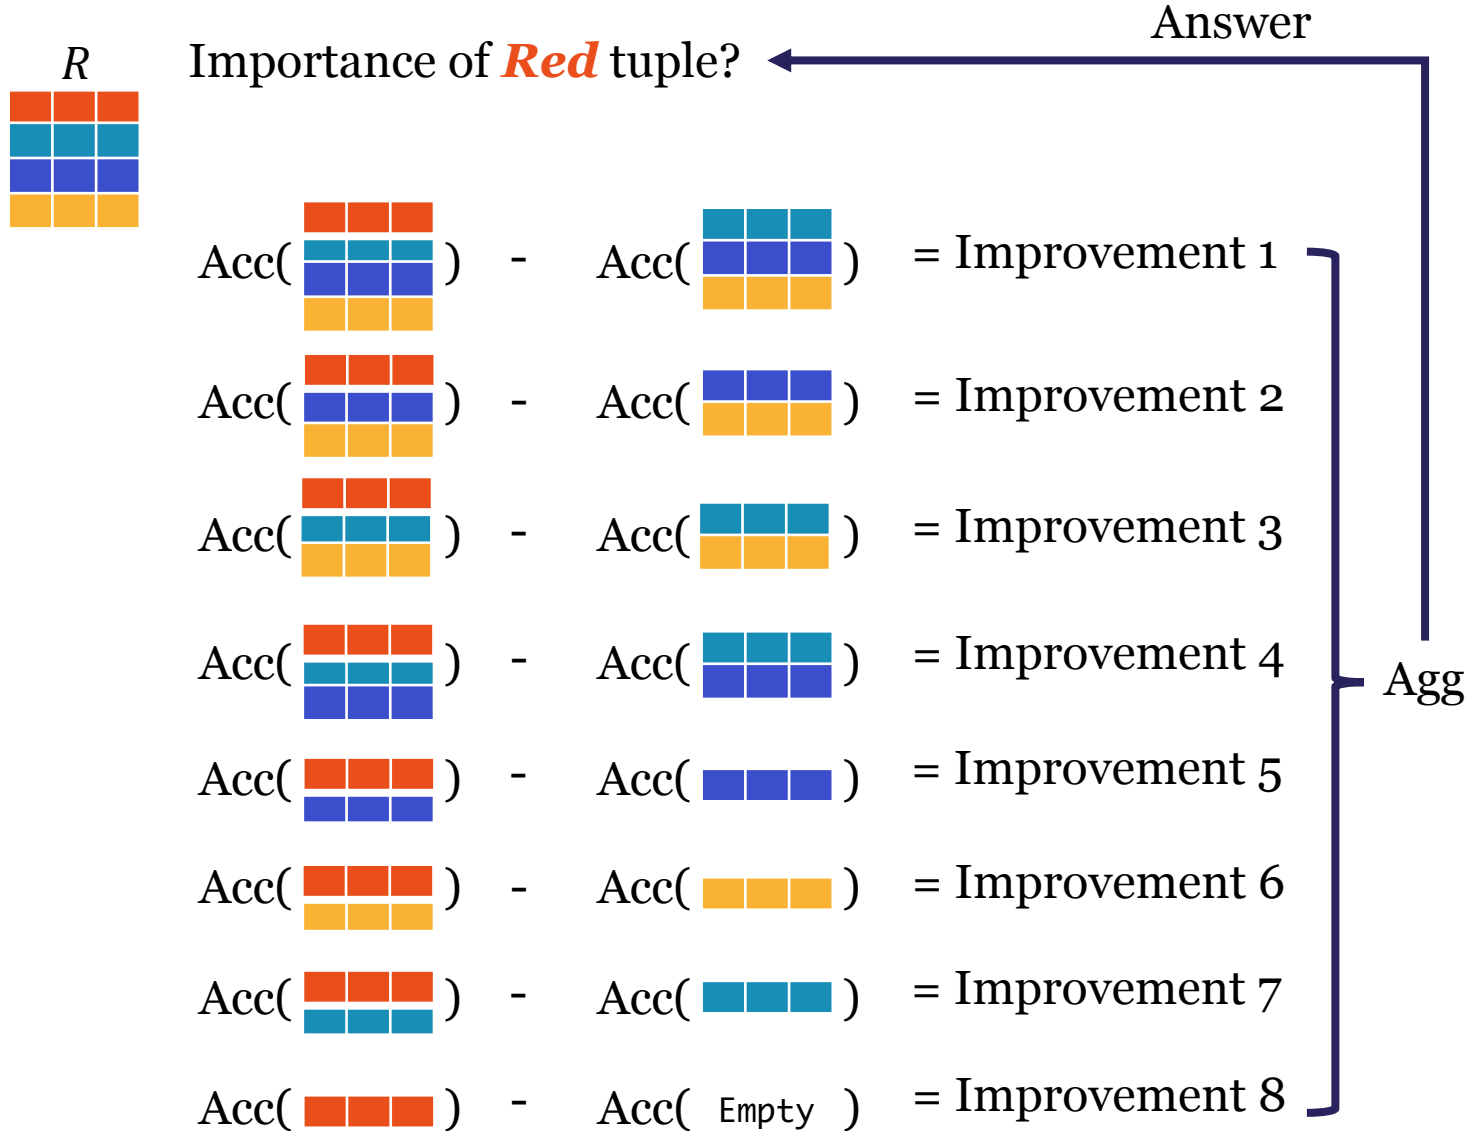 Answer
R Importance of Red tuple?
Acc( ) - Acc( ) = Improvement 1
Acc( ) - Acc( ) = Improvement 2
Acc( ) - Acc( ) = Improvement 3
Acc( ) - Acc( ) = Improvement 4
Agg
Acc( ) - Acc( ) = Improvement 5
Acc( ) - Acc( ) = Improvement 6
Acc( ) - Acc( ) = Improvement 7
Acc( ) - Acc( Empty ) = Improvement 8